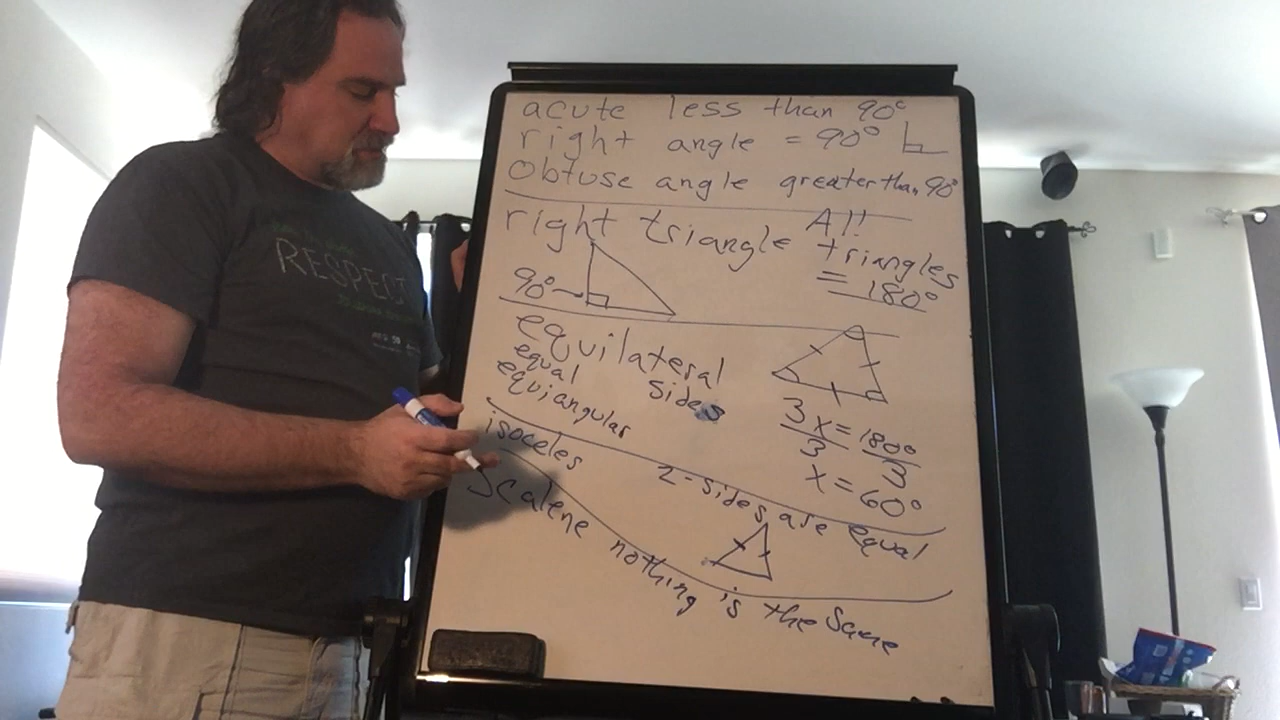 acute less than 90°
right angle = 90°
Obtuse angle greater than 90°
right triangle
90°
All
triangles
= 180°
equilateral
equal sides
equiangular
3x = 180°
3 3
x = 60°
isoceles
2-sides are equal
Scalene nothing is the same
RESPECT